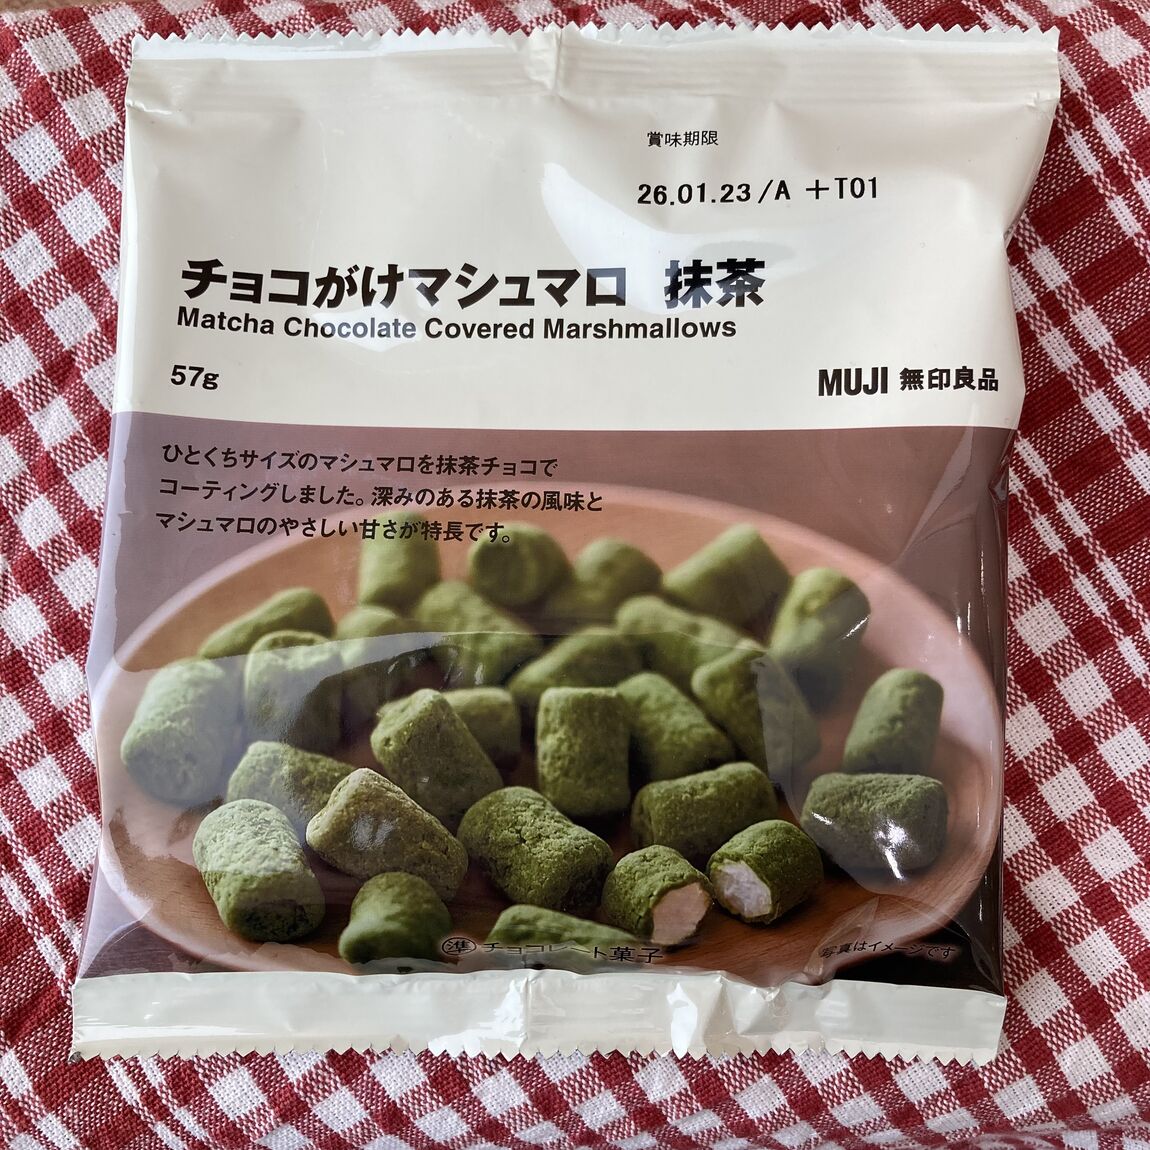 賞味期限
26.01.23/A +T01
チョコがけマシュマロ 抹茶
Matcha Chocolate Covered Marshmallows
57g
MUJI 無印良品
ひとくちサイズのマシュマロを抹茶チョコで
コーティングしました。深みのある抹茶の風味と
マシュマロのやさしい甘さが特長です。
㊜ チョコレート菓子
写真はイメージです